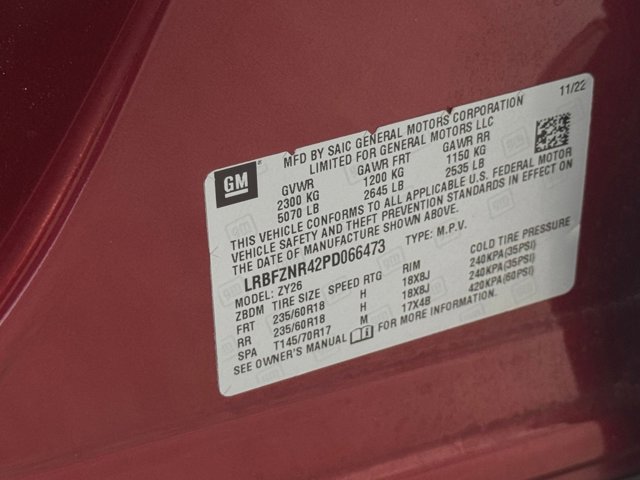 11/22
MFD BY SAIC GENERAL MOTORS CORPORATION
LIMITED FOR GENERAL MOTORS LLC
GM
GVWR GAWR FRT GAWR RR
2300 KG 1200 KG 1150 KG
5070 LB 2645 LB 2535 LB
THIS VEHICLE CONFORMS TO ALL APPLICABLE U.S. FEDERAL MOTOR
VEHICLE SAFETY AND THEFT PREVENTION STANDARDS IN EFFECT ON
THE DATE OF MANUFACTURE SHOWN ABOVE.
LRBFZNR42PD066473 TYPE: M.P.V.
MODEL: ZY26
ZBDM TIRE SIZE SPEED RTG RIM COLD TIRE PRESSURE
FRT 235/60R18 H 18X8J 240KPA(35PSI)
RR 235/60R18 H 18X8J 240KPA(35PSI)
SPA T145/70R17 M 17X4B 420KPA(60PSI)
SEE OWNER'S MANUAL FOR MORE INFORMATION.